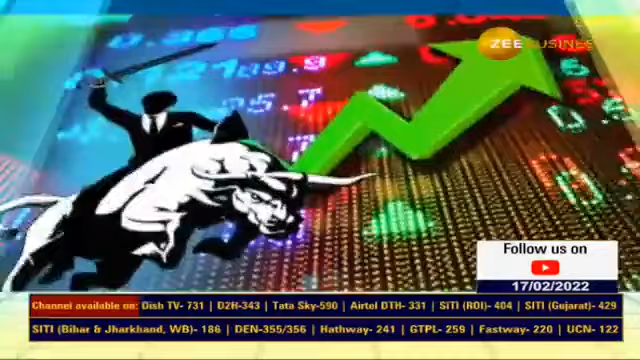 0.366
ZEE BUSINESS
Follow us on
17/02/2022
Channel available on: Dish TV- 731 | D2H-343 | Tata Sky-590 | Airtel DTH- 331 | SITI (ROI)- 404 | SITI (Gujarat)- 429
SITI (Bihar & Jharkhand, WB)- 186 | DEN-355/356 | Hathway- 241 | GTPL- 259 | Fastway- 220 | UCN- 122